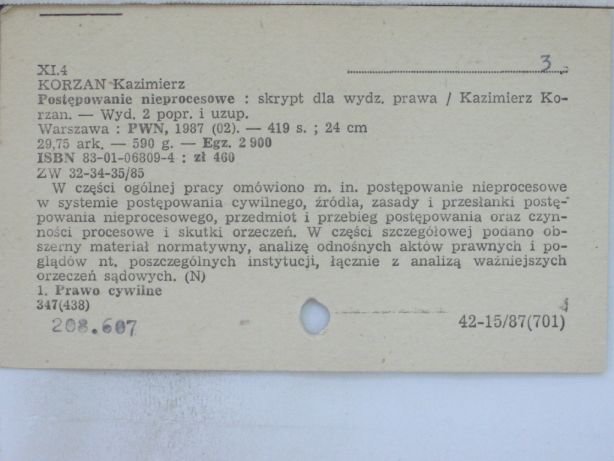 XI.4
3
KORZAN Kazimierz
Postępowanie nieprocesowe : skrypt dla wydz. prawa / Kazimierz Ko-
rzan. — Wyd. 2 popr. i uzup.
Warszawa : PWN, 1987 (02). — 419 s. ; 24 cm
29,75 ark. — 590 g. — Egz. 2 900
ISBN 83-01-06809-4 : zł 460
ZW 32-34-35/85
W części ogólnej pracy omówiono m. in. postępowanie nieprocesowe
w systemie postępowania cywilnego, źródła, zasady i przesłanki postę-
powania nieprocesowego, przedmiot i przebieg postępowania oraz czyn-
ności procesowe i skutki orzeczeń. W części szczegółowej podano ob-
szerny materiał normatywny, analizę odnośnych aktów prawnych i po-
glądów nt. poszczególnych instytucji, łącznie z analizą ważniejszych
orzeczeń sądowych. (N)
1. Prawo cywilne
347(438)
208.607
42-15/87(701)